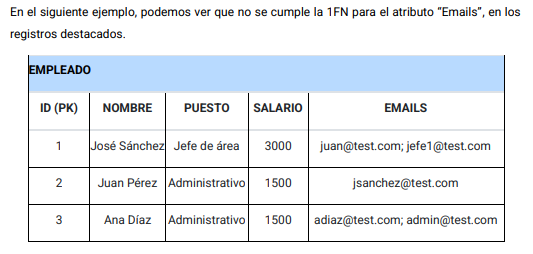 En el siguiente ejemplo, podemos ver que no se cumple la 1FN para el atributo “Emails”, en los
registros destacados.
EMPLEADO
ID (PK) NOMBRE PUESTO SALARIO EMAILS
1 José Sánchez Jefe de área 3000 juan@test.com; jefe1@test.com
2 Juan Pérez Administrativo 1500 jsanchez@test.com
3 Ana Díaz Administrativo 1500 adiaz@test.com; admin@test.com